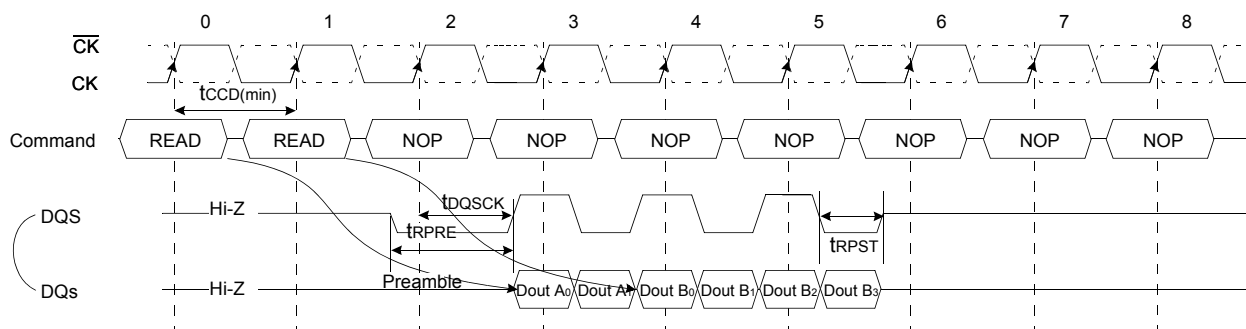 0 1 2 3 4 5 6 7 8
CK
CK
tCCD(min)
Command READ READ NOP NOP NOP NOP NOP NOP NOP
DQS Hi-Z tDQSCK
tRPRE tRPST
Preamble
DQs Hi-Z Dout A0 Dout A1 Dout B0 Dout B1 Dout B2 Dout B3